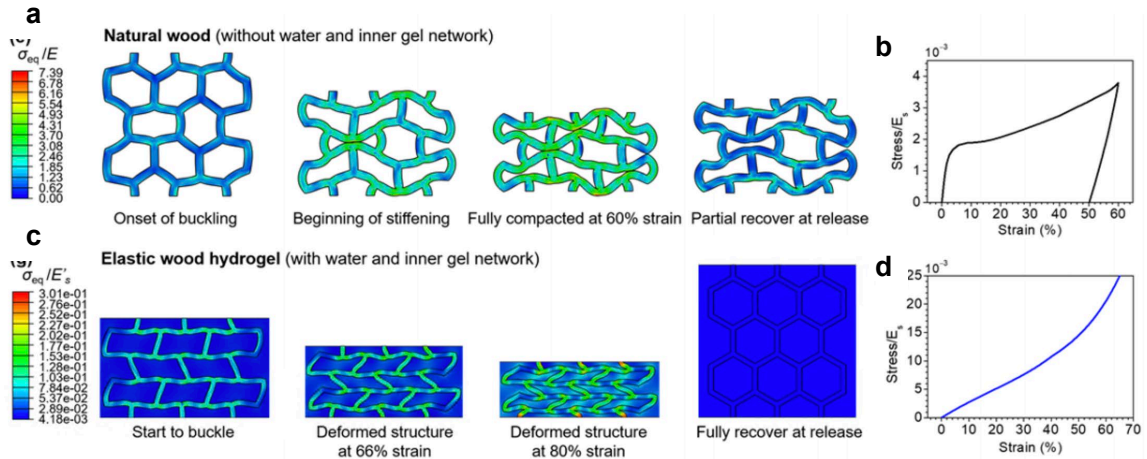 a
Natural wood (without water and inner gel network)
σeq/E
7.39
6.78
6.16
5.54
4.93
4.31
3.70
3.08
2.46
1.85
1.23
0.62
0.00
Onset of buckling
Beginning of stiffening
Fully compacted at 60% strain
Partial recover at release
b
10⁻³
Stress/Es
4
3
2
1
0
0 10 20 30 40 50 60
Strain (%)
c
(g)
Elastic wood hydrogel (with water and inner gel network)
σeq/E's
3.01e-01
2.76e-01
2.52e-01
2.27e-01
2.02e-01
1.77e-01
1.53e-01
1.28e-01
1.03e-01
7.84e-02
5.37e-02
2.89e-02
4.18e-03
Start to buckle
Deformed structure
at 66% strain
Deformed structure
at 80% strain
Fully recover at release
d
10⁻³
Stress/Es
25
20
15
10
5
0
0 10 20 30 40 50 60 70
Strain (%)